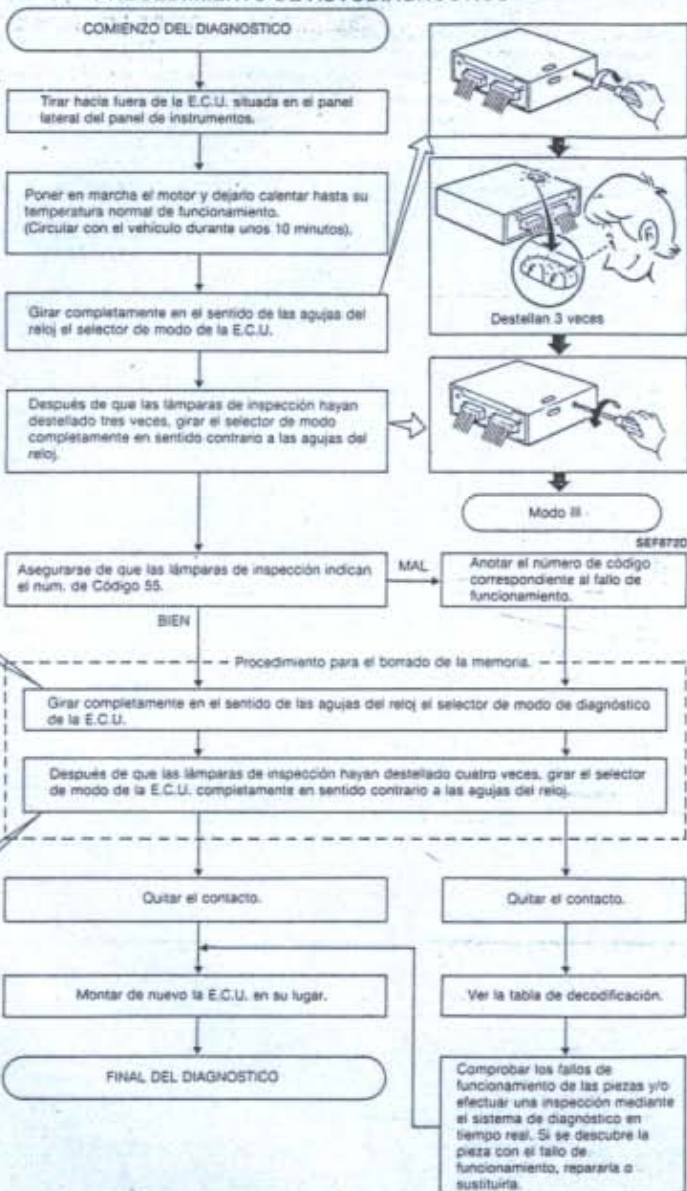 PROCEDIMIENTO DE AUTODIAGNOSTICO
COMIENZO DEL DIAGNOSTICO
Tirar hacia fuera de la E.C.U. situada en el panel
lateral del panel de instrumentos.
Poner en marcha el motor y dejarlo calentar hasta su
temperatura normal de funcionamiento.
(Circular con el vehículo durante unos 10 minutos).
Girar completamente en el sentido de las agujas del
reloj el selector de modo de la E.C.U.
Destellan 3 veces
Después de que las lámparas de inspección hayan
destellado tres veces, girar el selector de modo
completamente en sentido contrario a las agujas del
reloj.
Modo III
SEF872D
Asegurarse de que las lámparas de inspección indican
el núm. de Código 55.
MAL
Anotar el número de código
correspondiente al fallo de
funcionamiento.
BIEN
Procedimiento para el borrado de la memoria.
Girar completamente en el sentido de las agujas del reloj el selector de modo de diagnóstico
de la E.C.U.
Después de que las lámparas de inspección hayan destellado cuatro veces, girar el selector
de modo de la E.C.U. completamente en sentido contrario a las agujas del reloj.
Quitar el contacto.
Quitar el contacto.
Montar de nuevo la E.C.U. en su lugar.
Ver la tabla de decodificación.
FINAL DEL DIAGNOSTICO
Comprobar los fallos de
funcionamiento de las piezas y/o
efectuar una inspección mediante
el sistema de diagnóstico en
tiempo real. Si se descubre la
pieza con el fallo de
funcionamiento, repararla o
sustituirla.